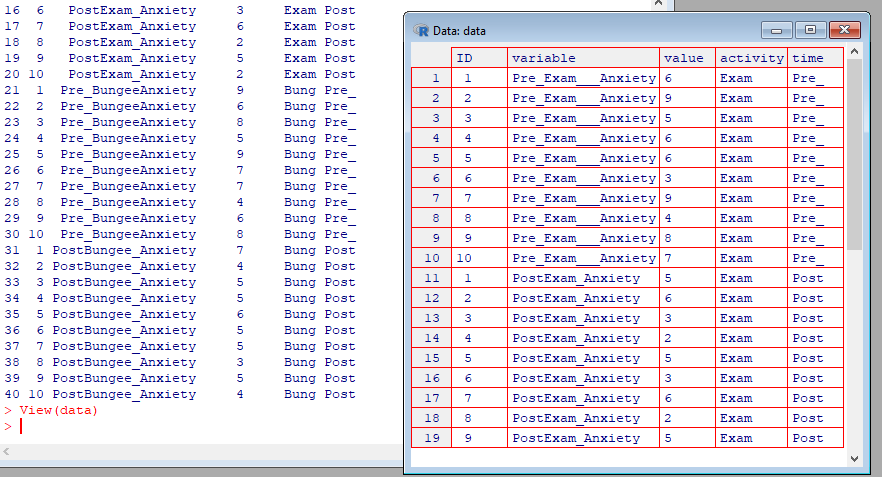 16 6 PostExam_Anxiety 3 Exam Post
17 7 PostExam_Anxiety 6 Exam Post
18 8 PostExam_Anxiety 2 Exam Post
19 9 PostExam_Anxiety 5 Exam Post
20 10 PostExam_Anxiety 2 Exam Post
21 1 Pre_BungeeAnxiety 9 Bung Pre_
22 2 Pre_BungeeAnxiety 6 Bung Pre_
23 3 Pre_BungeeAnxiety 8 Bung Pre_
24 4 Pre_BungeeAnxiety 5 Bung Pre_
25 5 Pre_BungeeAnxiety 9 Bung Pre_
26 6 Pre_BungeeAnxiety 7 Bung Pre_
27 7 Pre_BungeeAnxiety 7 Bung Pre_
28 8 Pre_BungeeAnxiety 4 Bung Pre_
29 9 Pre_BungeeAnxiety 6 Bung Pre_
30 10 Pre_BungeeAnxiety 8 Bung Pre_
31 1 PostBungee_Anxiety 7 Bung Post
32 2 PostBungee_Anxiety 4 Bung Post
33 3 PostBungee_Anxiety 5 Bung Post
34 4 PostBungee_Anxiety 5 Bung Post
35 5 PostBungee_Anxiety 6 Bung Post
36 6 PostBungee_Anxiety 5 Bung Post
37 7 PostBungee_Anxiety 5 Bung Post
38 8 PostBungee_Anxiety 3 Bung Post
39 9 PostBungee_Anxiety 5 Bung Post
40 10 PostBungee_Anxiety 4 Bung Post
> View(data)
>
R Data: data
ID variable value activity time
1 1 Pre_Exam___Anxiety 6 Exam Pre_
2 2 Pre_Exam___Anxiety 9 Exam Pre_
3 3 Pre_Exam___Anxiety 5 Exam Pre_
4 4 Pre_Exam___Anxiety 6 Exam Pre_
5 5 Pre_Exam___Anxiety 6 Exam Pre_
6 6 Pre_Exam___Anxiety 3 Exam Pre_
7 7 Pre_Exam___Anxiety 9 Exam Pre_
8 8 Pre_Exam___Anxiety 4 Exam Pre_
9 9 Pre_Exam___Anxiety 8 Exam Pre_
10 10 Pre_Exam___Anxiety 7 Exam Pre_
11 1 PostExam_Anxiety 5 Exam Post
12 2 PostExam_Anxiety 6 Exam Post
13 3 PostExam_Anxiety 3 Exam Post
14 4 PostExam_Anxiety 2 Exam Post
15 5 PostExam_Anxiety 5 Exam Post
16 6 PostExam_Anxiety 3 Exam Post
17 7 PostExam_Anxiety 6 Exam Post
18 8 PostExam_Anxiety 2 Exam Post
19 9 PostExam_Anxiety 5 Exam Post